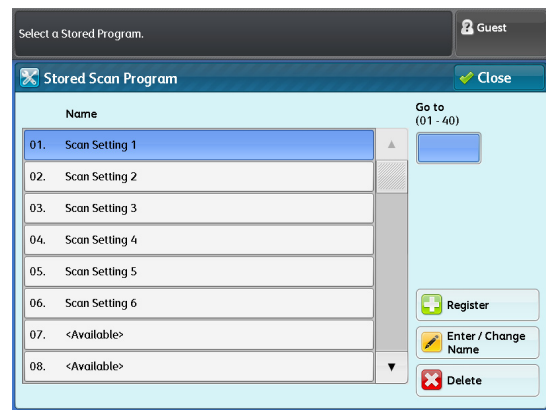 Select a Stored Program.
Guest
Stored Scan Program
Close
Name
Go to
(01 - 40)
01. Scan Setting 1
02. Scan Setting 2
03. Scan Setting 3
04. Scan Setting 4
05. Scan Setting 5
06. Scan Setting 6
07. <Available>
08. <Available>
Register
Enter / Change
Name
Delete